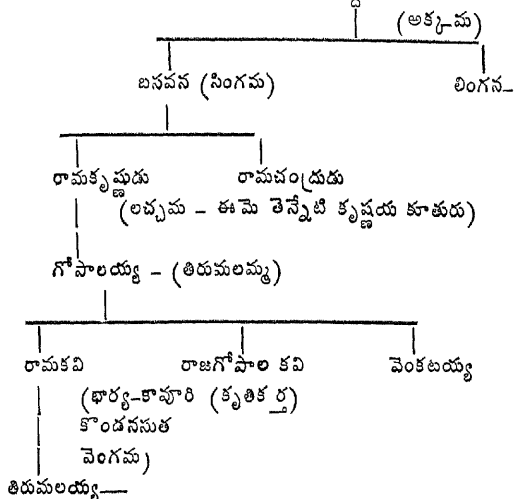 (అక్కమ)
బసవన (సింగమ) లింగన
రామకృష్ణుడు రామచంద్రుడు
(లచ్చమ - ఈమె తెన్నేటి కృష్ణయ కూతురు)
గోపాలయ్య - (తిరుమలమ్మ)
రామకవి రాజగోపాల కవి వెంకటయ్య
(భార్య-కావూరి (కృతికర్త)
కొండనసుత
వెంగమ)
తిరుమలయ్య